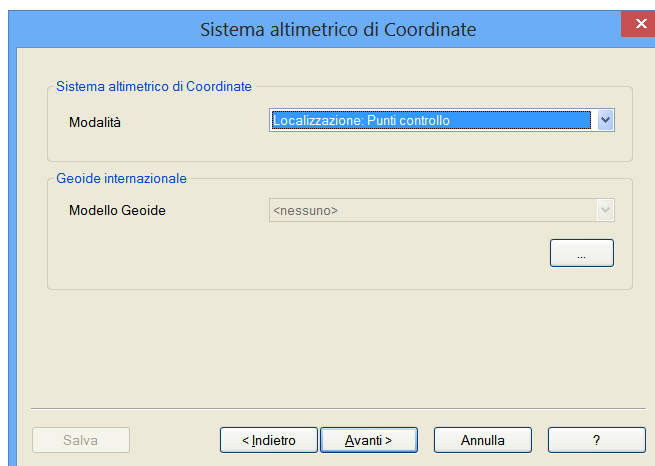 Sistema altimetrico di Coordinate
Sistema altimetrico di Coordinate
Modalità
Localizzazione: Punti controllo
Geoide internazionale
Modello Geoide
<nessuno>
...
Salva
< Indietro
Avanti >
Annulla
?